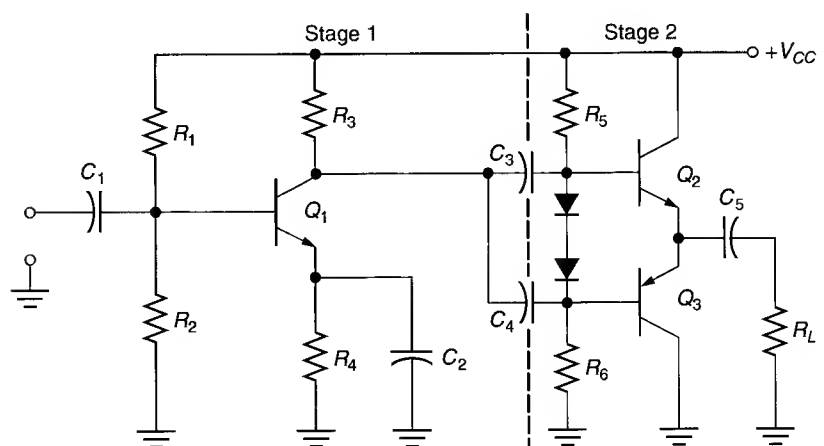 Stage 1
Stage 2
+V_CC
R_1
R_3
R_5
C_1
C_3
Q_1
Q_2
C_5
R_2
R_4
C_2
C_4
Q_3
R_6
R_L